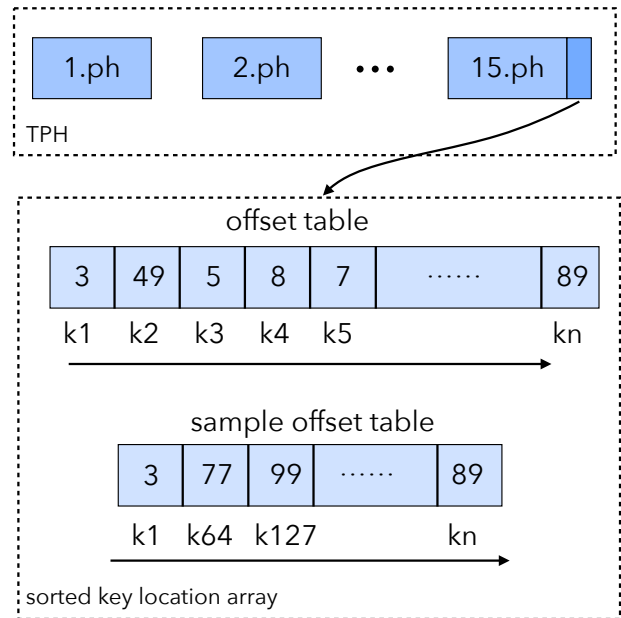 1.ph 2.ph ••• 15.ph
TPH
offset table
3 49 5 8 7 ······ 89
k1 k2 k3 k4 k5 kn
sample offset table
3 77 99 ······ 89
k1 k64 k127 kn
sorted key location array